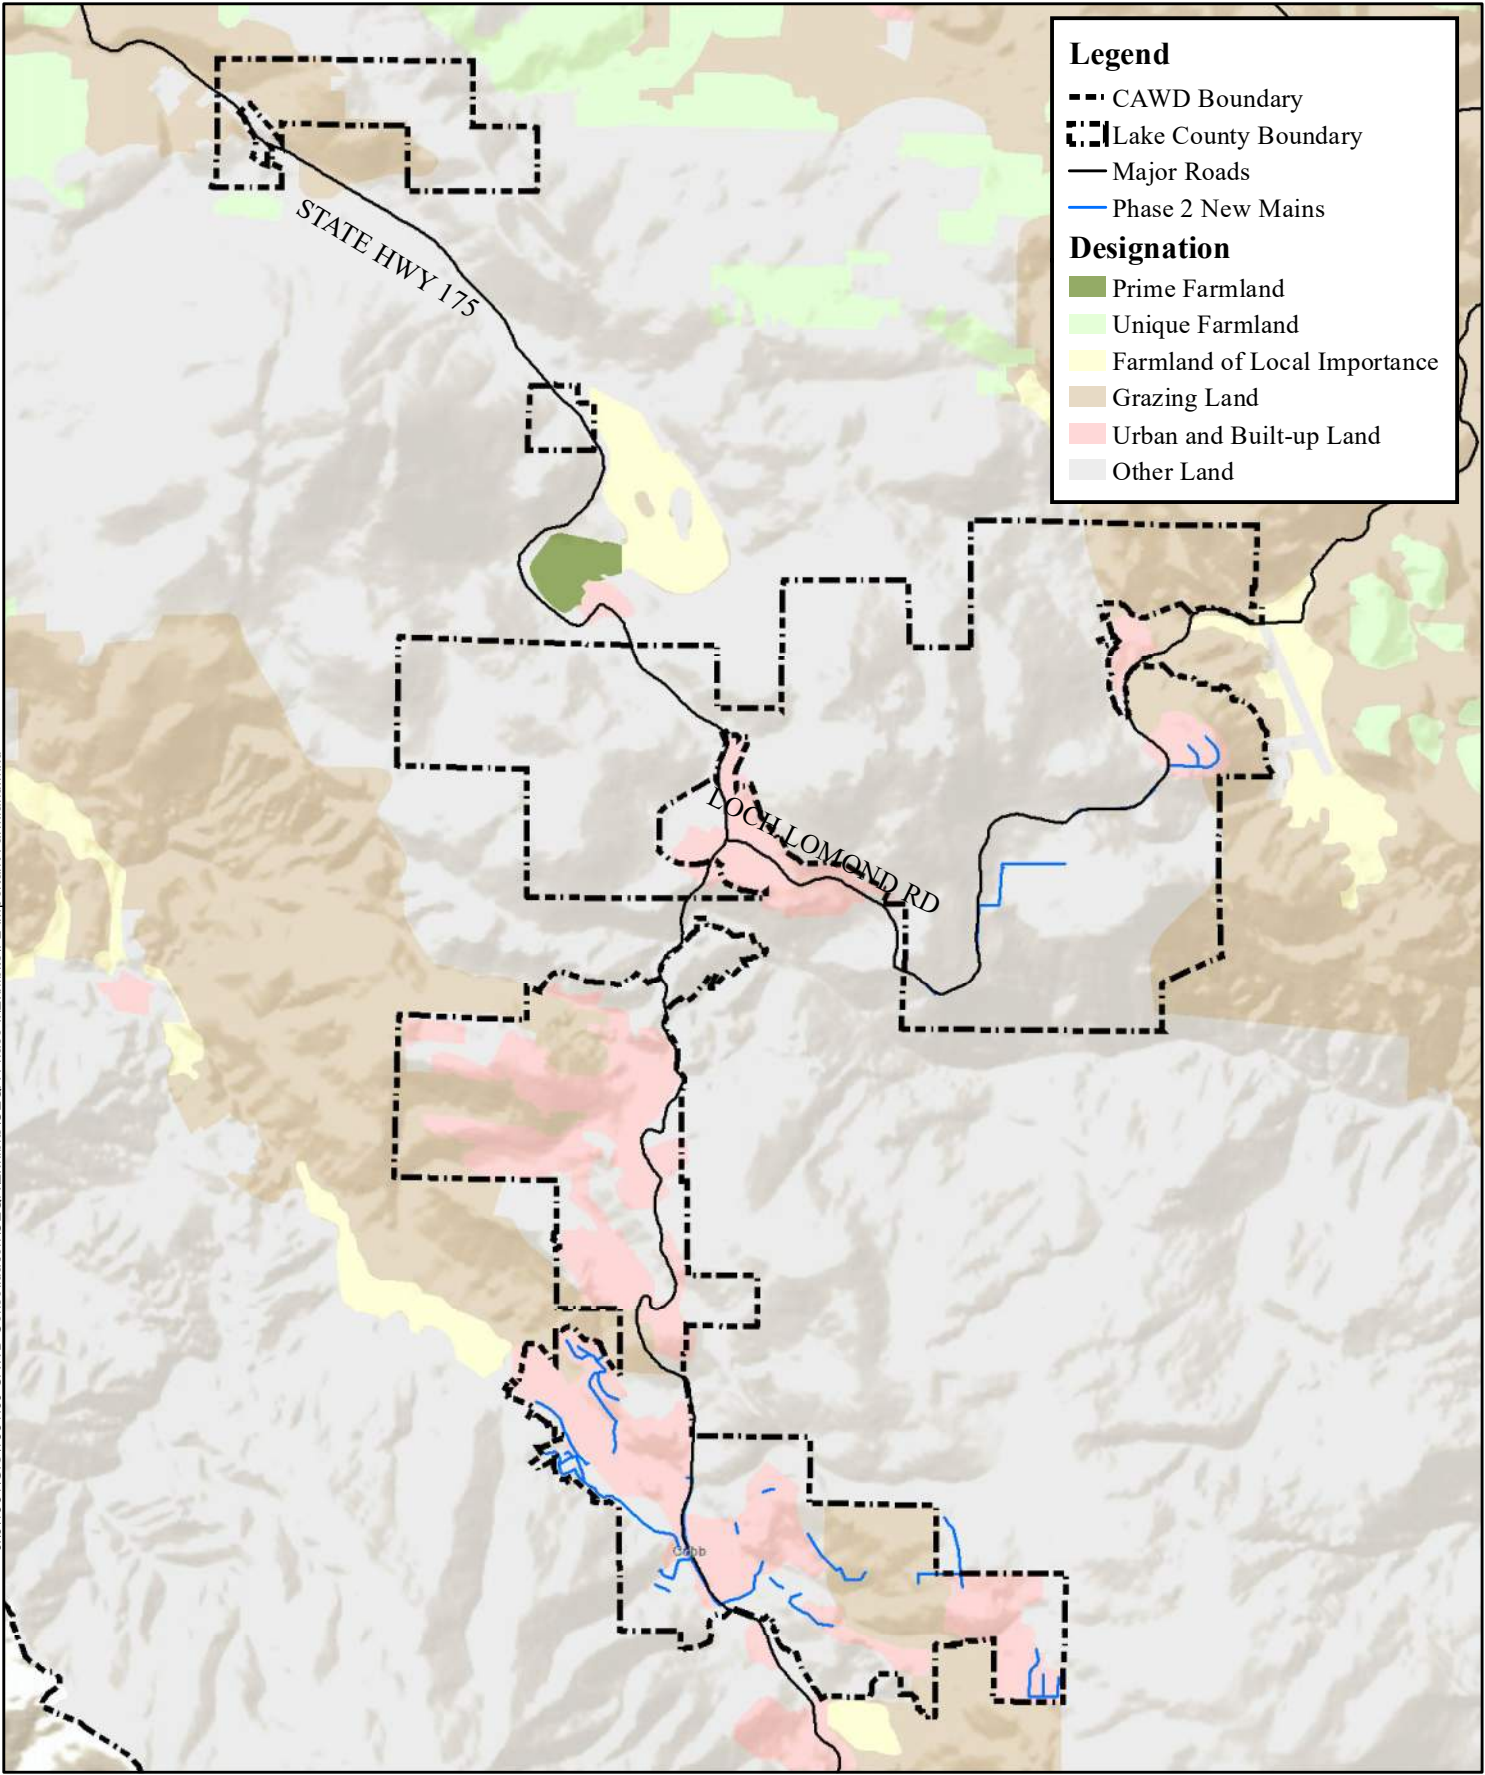 Legend
CAWD Boundary
Lake County Boundary
Major Roads
Phase 2 New Mains
Designation
Prime Farmland
Unique Farmland
Farmland of Local Importance
Grazing Land
Urban and Built-up Land
Other Land
STATE HWY 175
LOCH LOMOND RD
Cobb